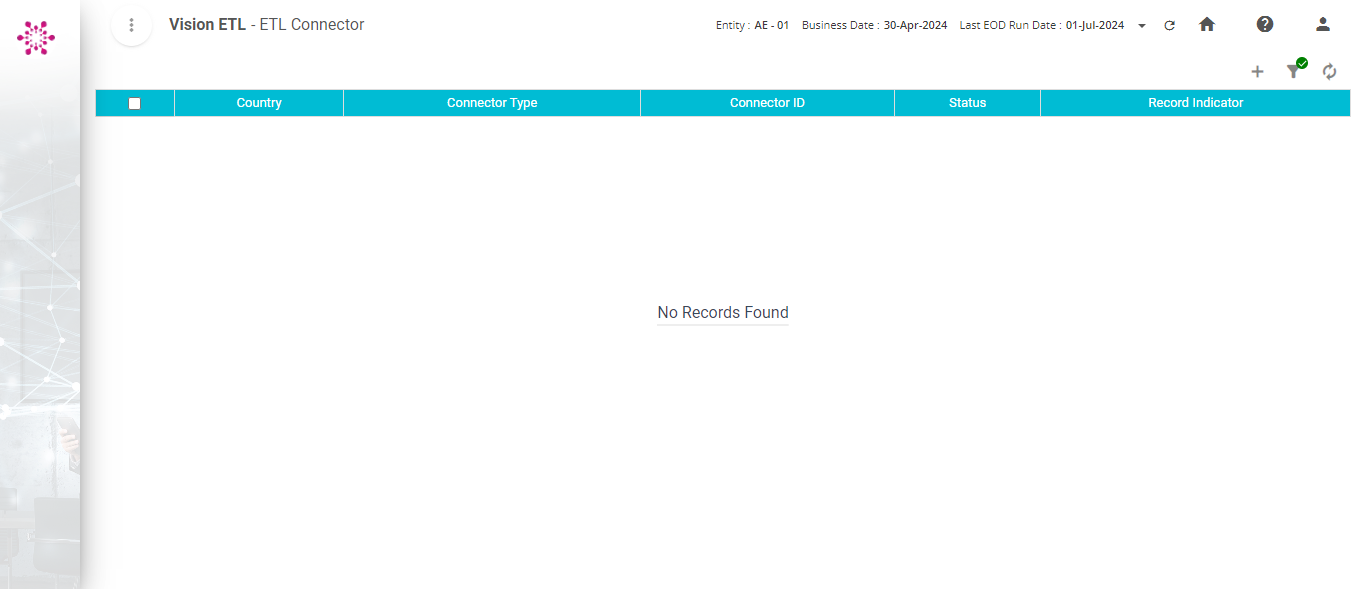 Vision ETL - ETL Connector
Entity : AE - 01 Business Date : 30-Apr-2024 Last EOD Run Date : 01-Jul-2024
Country Connector Type Connector ID Status Record Indicator
No Records Found